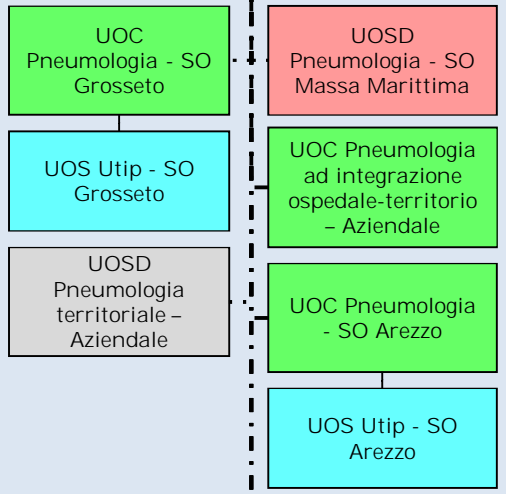 UOC
Pneumologia - SO
Grosseto
UOSD
Pneumologia - SO
Massa Marittima
UOS Utip - SO
Grosseto
UOC Pneumologia
ad integrazione
ospedale-territorio
– Aziendale
UOSD
Pneumologia
territoriale –
Aziendale
UOC Pneumologia
- SO Arezzo
UOS Utip - SO
Arezzo